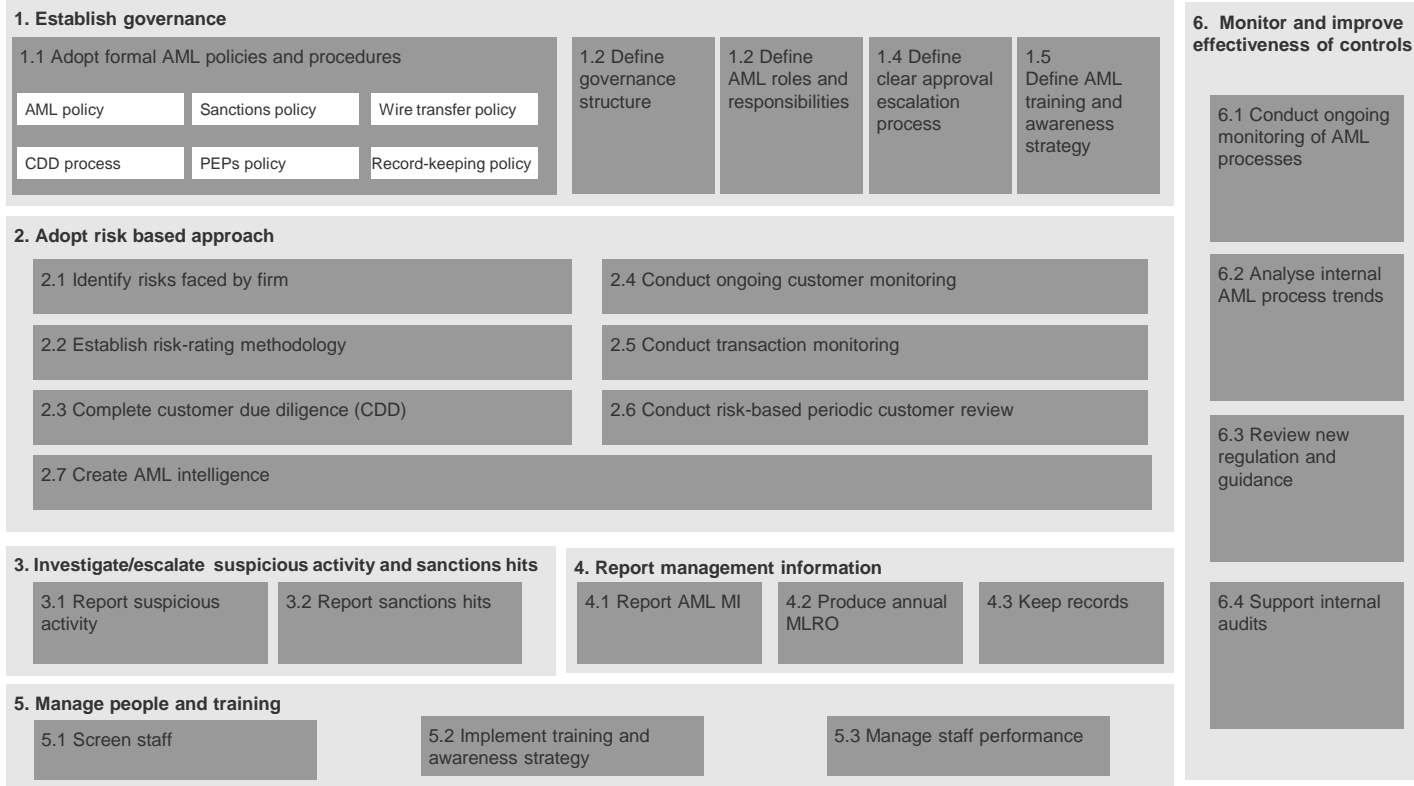 1. Establish governance
1.1 Adopt formal AML policies and procedures
AML policy
Sanctions policy
Wire transfer policy
CDD process
PEPs policy
Record-keeping policy
1.2 Define
governance
structure
1.2 Define
AML roles and
responsibilities
1.4 Define
clear approval
escalation
process
1.5
Define AML
training and
awareness
strategy
2. Adopt risk based approach
2.1 Identify risks faced by firm
2.2 Establish risk-rating methodology
2.3 Complete customer due diligence (CDD)
2.4 Conduct ongoing customer monitoring
2.5 Conduct transaction monitoring
2.6 Conduct risk-based periodic customer review
2.7 Create AML intelligence
3. Investigate/escalate suspicious activity and sanctions hits
3.1 Report suspicious
activity
3.2 Report sanctions hits
4. Report management information
4.1 Report AML MI
4.2 Produce annual
MLRO
4.3 Keep records
5. Manage people and training
5.1 Screen staff
5.2 Implement training and
awareness strategy
5.3 Manage staff performance
6. Monitor and improve
effectiveness of controls
6.1 Conduct ongoing
monitoring of AML
processes
6.2 Analyse internal
AML process trends
6.3 Review new
regulation and
guidance
6.4 Support internal
audits